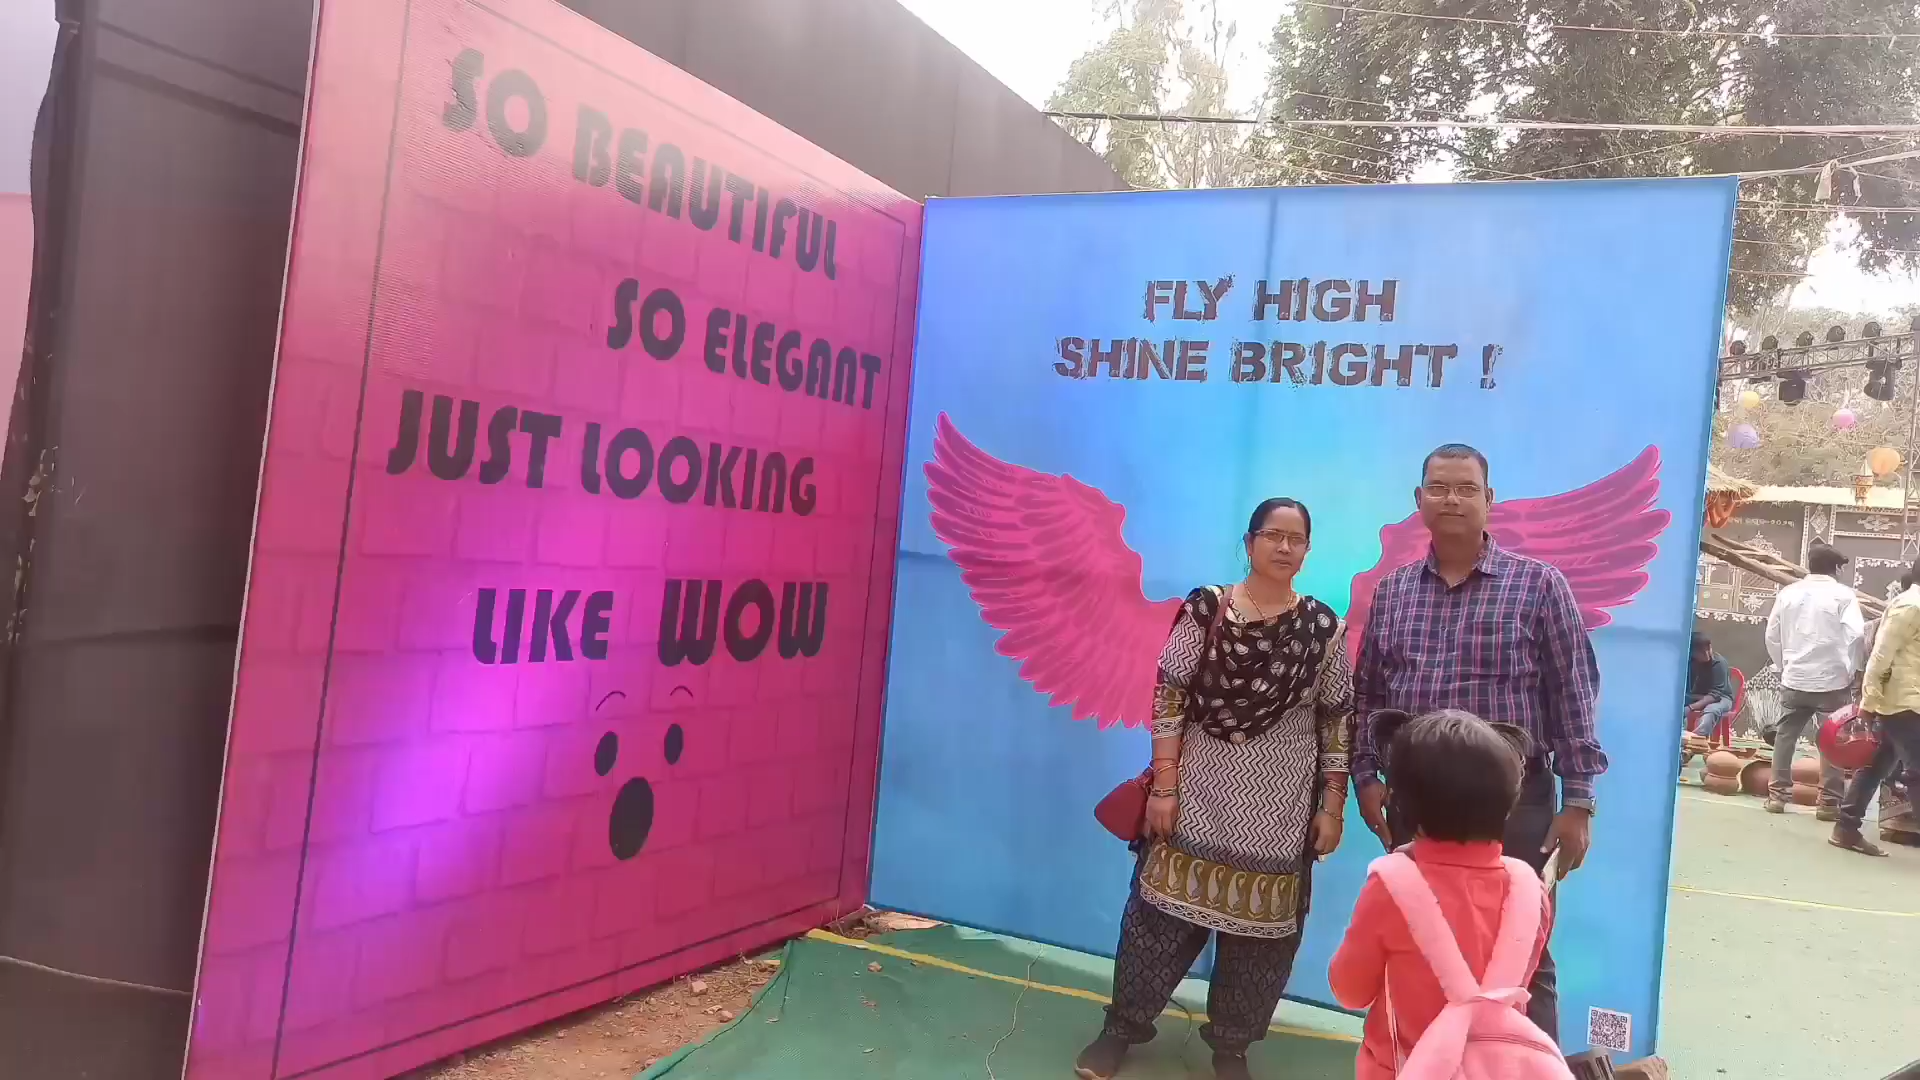 SO BEAUTIFUL
SO ELEGANT
JUST LOOKING
LIKE WOW
FLY HIGH
SHINE BRIGHT !